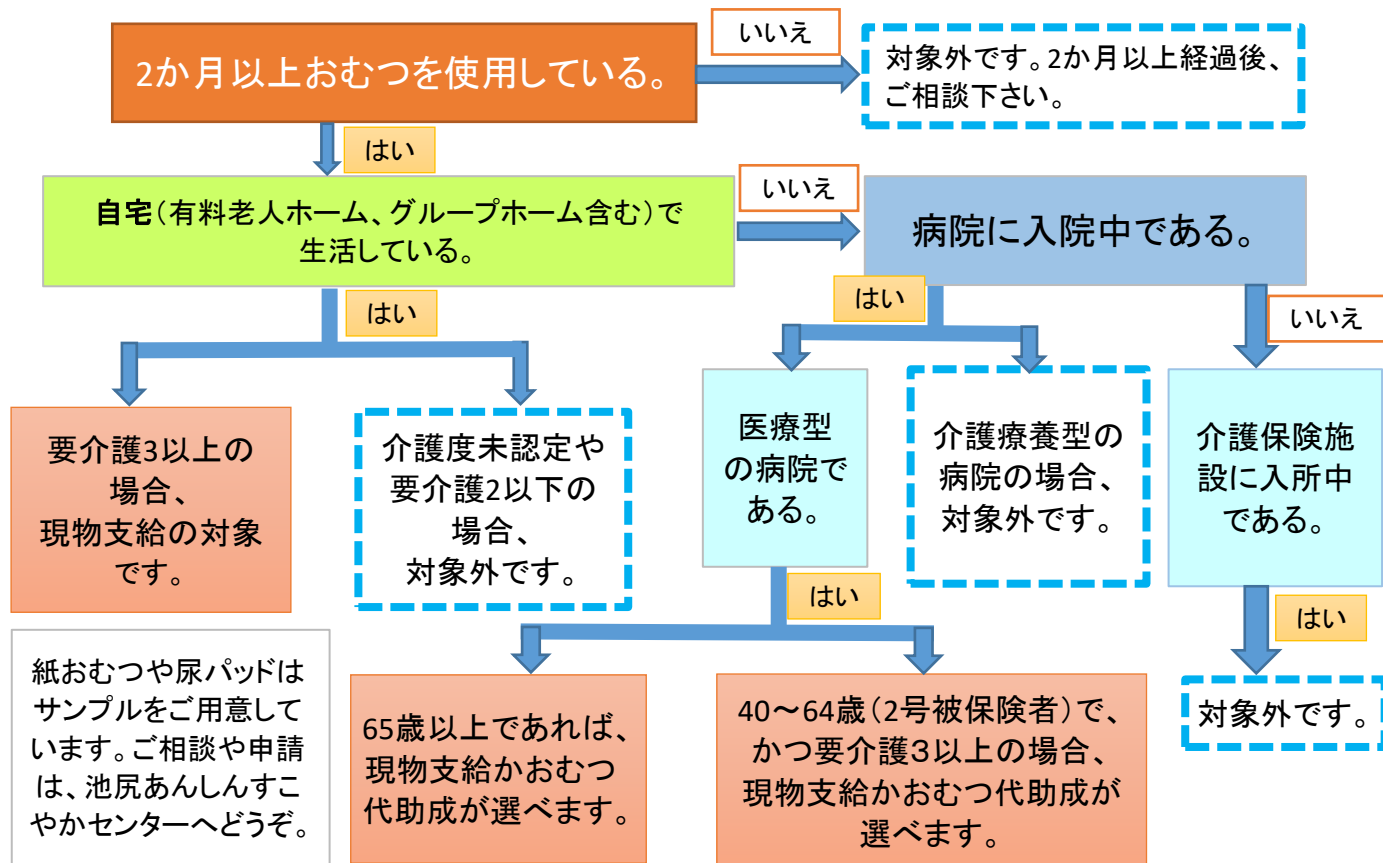 2か月以上おむつを使用している。
いいえ
対象外です。2か月以上経過後、
ご相談下さい。
はい
自宅(有料老人ホーム、グループホーム含む)で
生活している。
いいえ
病院に入院中である。
はい
はい
いいえ
要介護3以上の
場合、
現物支給の対象
です。
介護度未認定や
要介護2以下の
場合、
対象外です。
医療型
の病院で
ある。
介護療養型の
病院の場合、
対象外です。
介護保険施
設に入所中
である。
はい
はい
紙おむつや尿パッドは
サンプルをご用意して
います。ご相談や申請
は、池尻あんしんすこ
やかセンターへどうぞ。
65歳以上であれば、
現物支給かおむつ
代助成が選べます。
40～64歳(2号被保険者)で、
かつ要介護３以上の場合、
現物支給かおむつ代助成が
選べます。
対象外です。